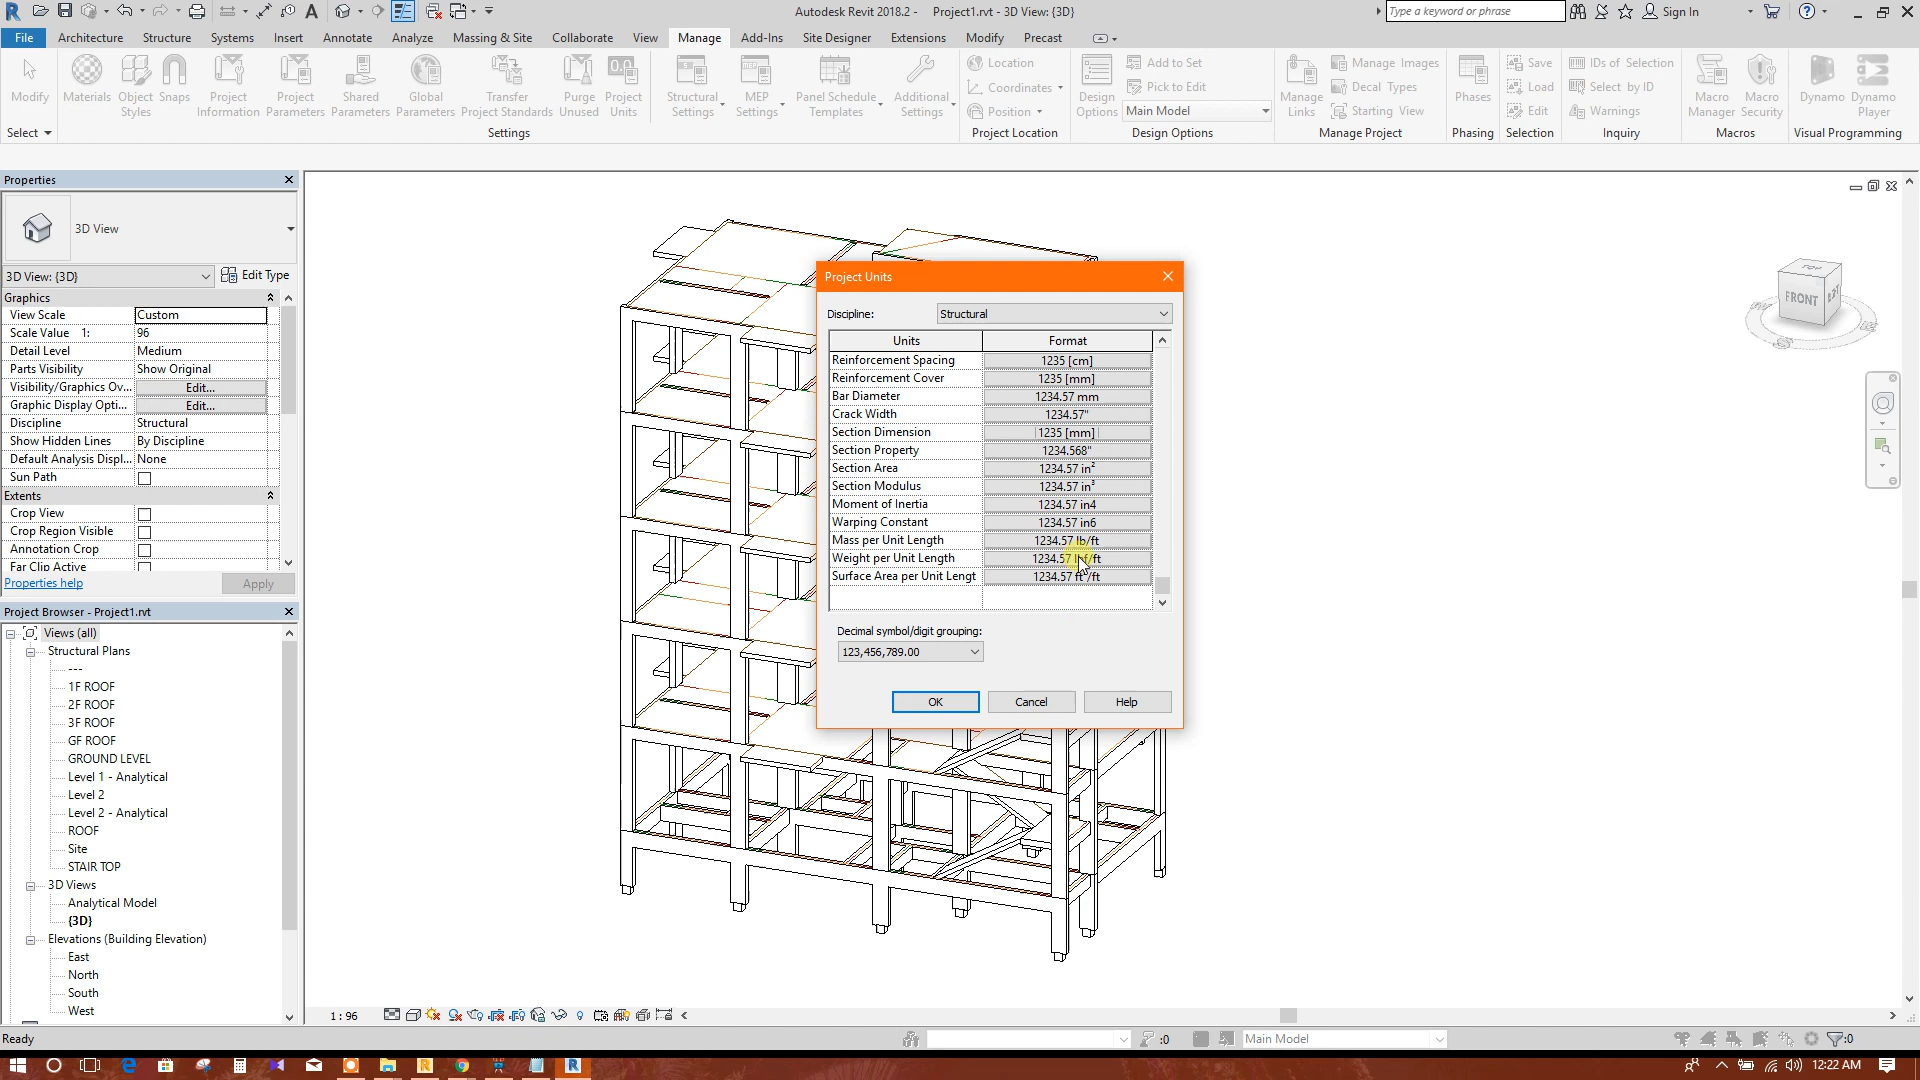 Autodesk Revit 2018.2 - Project1.rvt - 3D View: {3D}
Type a keyword or phrase
Sign In
File Architecture Structure Systems Insert Annotate Analyze Massing & Site Collaborate View Manage Add-Ins Site Designer Extensions Modify Precast
Modify
Materials
Object Styles
Snaps
Project Information
Project Parameters
Shared Parameters
Global Parameters
Transfer Project Standards
Purge Unused
Project Units
Structural Settings
MEP Settings
Panel Schedule Templates
Additional Settings
Location
Coordinates
Position
Design Options
Add to Set
Pick to Edit
Main Model
Manage Links
Manage Images
Decal Types
Starting View
Phases
Save
Load
Edit
IDs of Selection
Select by ID
Warnings
Macro Manager
Macro Security
Dynamo
Dynamo Player
Select Settings Project Location Design Options Manage Project Phasing Selection Inquiry Macros Visual Programming
Properties
3D View
3D View: {3D} Edit Type
Graphics
View Scale Custom
Scale Value 1: 96
Detail Level Medium
Parts Visibility Show Original
Visibility/Graphics Ov... Edit...
Graphic Display Opti... Edit...
Discipline Structural
Show Hidden Lines By Discipline
Default Analysis Displ... None
Sun Path
Extents
Crop View
Crop Region Visible
Annotation Crop
Far Clip Active
Properties help Apply
Project Browser - Project1.rvt
Views (all)
Structural Plans
---
1F ROOF
2F ROOF
3F ROOF
GF ROOF
GROUND LEVEL
Level 1 - Analytical
Level 2
Level 2 - Analytical
ROOF
Site
STAIR TOP
3D Views
Analytical Model
{3D}
Elevations (Building Elevation)
East
North
South
West
Project Units
Discipline: Structural
Units Format
Reinforcement Spacing 1235 [cm]
Reinforcement Cover 1235 [mm]
Bar Diameter 1234.57 mm
Crack Width 1234.57"
Section Dimension 1235 [mm]
Section Property 1234.568"
Section Area 1234.57 in²
Section Modulus 1234.57 in³
Moment of Inertia 1234.57 in4
Warping Constant 1234.57 in6
Mass per Unit Length 1234.57 lb/ft
Weight per Unit Length 1234.57 lbf/ft
Surface Area per Unit Lengt 1234.57 ft²/ft
Decimal symbol/digit grouping:
123,456,789.00
OK Cancel Help
TOP
FRONT
1 : 96
Ready
:0
Main Model
:0
12:22 AM